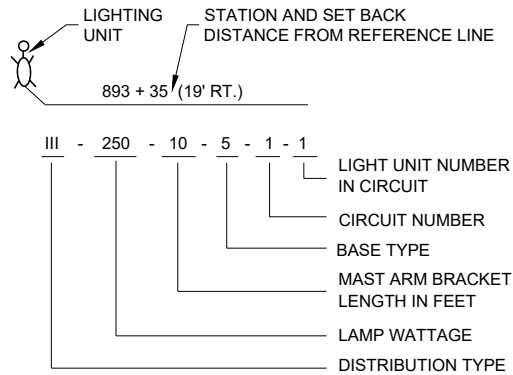 LIGHTING
UNIT
STATION AND SET BACK
DISTANCE FROM REFERENCE LINE
893 + 35 (19' RT.)
III - 250 - 10 - 5 - 1 - 1
LIGHT UNIT NUMBER
IN CIRCUIT
CIRCUIT NUMBER
BASE TYPE
MAST ARM BRACKET
LENGTH IN FEET
LAMP WATTAGE
DISTRIBUTION TYPE